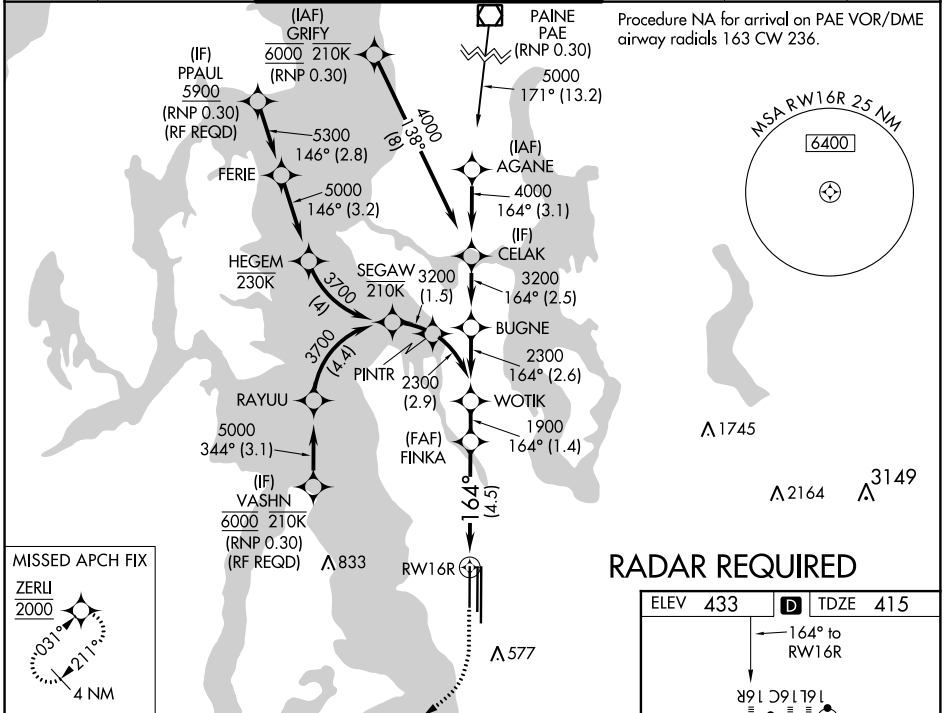 Procedure NA for arrival on PAE VOR/DME
airway radials 163 CW 236.
(IAF)
GRIFY
6000 210K
(RNP 0.30)
PAINE
PAE
(RNP 0.30)
5000
171° (13.2)
(IF)
PPAUL
5900
(RNP 0.30)
(RF REQD)
4000
138°
(8)
MSA RW16R 25 NM
6400
5300
146° (2.8)
FERIE
(IAF)
AGANE
4000
164° (3.1)
5000
146° (3.2)
(IF)
CELAK
HEGEM
230K
3700
(4)
SEGAW
210K
3200
(1.5)
3200
164° (2.5)
BUGNE
3700
(4.4)
PINTR
2300
(2.9)
2300
164° (2.6)
RAYUU
WOTIK
1900
164° (1.4)
(FAF)
FINKA
5000
344° (3.1)
(IF)
VASHN
6000 210K
(RNP 0.30)
(RF REQD)
164°
(4.5)
1745
2164
3149
833
RW16R
577
RADAR REQUIRED
MISSED APCH FIX
ZERLI
2000
031°
211°
4 NM
ELEV 433 D TDZE 415
164° to
RW16R
16R 16C 16L